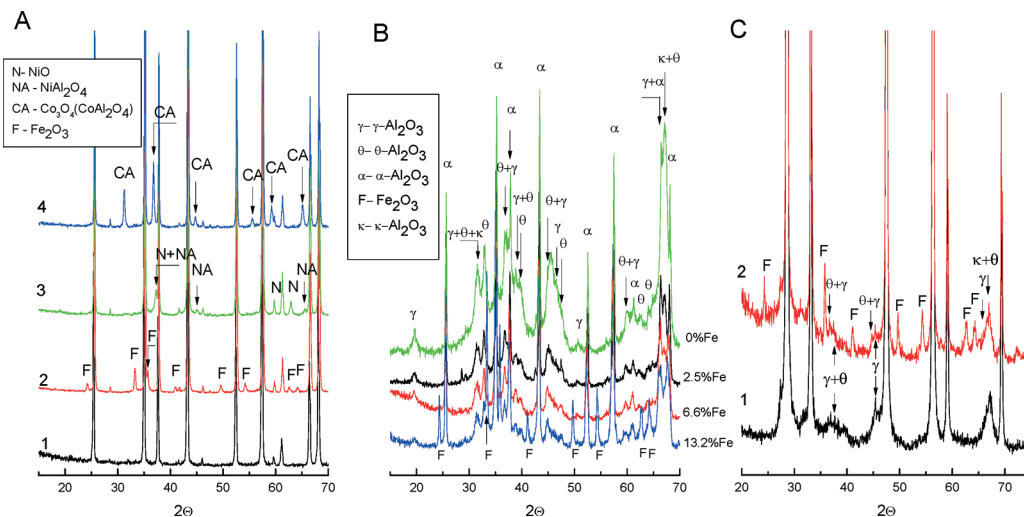 A
N- NiO
NA - NiAl2O4
CA - Co3O4(CoAl2O4)
F - Fe2O3
CA
CA
CA
CA
CA
CA
4
N+NA
NA
N
N
NA
3
F
F
F
F
F
F
F
F
2
1
20 30 40 50 60 70
2Θ
B
γ- γ-Al2O3
θ- θ-Al2O3
α- α-Al2O3
F- Fe2O3
κ- κ-Al2O3
κ+θ
γ+α
α
α
α
α
α
α
θ+γ
γ+θ
γ+θ+κ
θ
θ
θ+γ
γ
θ
α
γ
γ
θ+γ
α
θ
θ
0%Fe
2.5%Fe
6.6%Fe
13.2%Fe
F F F F F F F
20 30 40 50 60 70
2Θ
C
2
F
F
θ+γ
F
θ+γ
F
F
F
F
κ+θ
γ
γ+θ
γ
1
20 30 40 50 60 70
2Θ